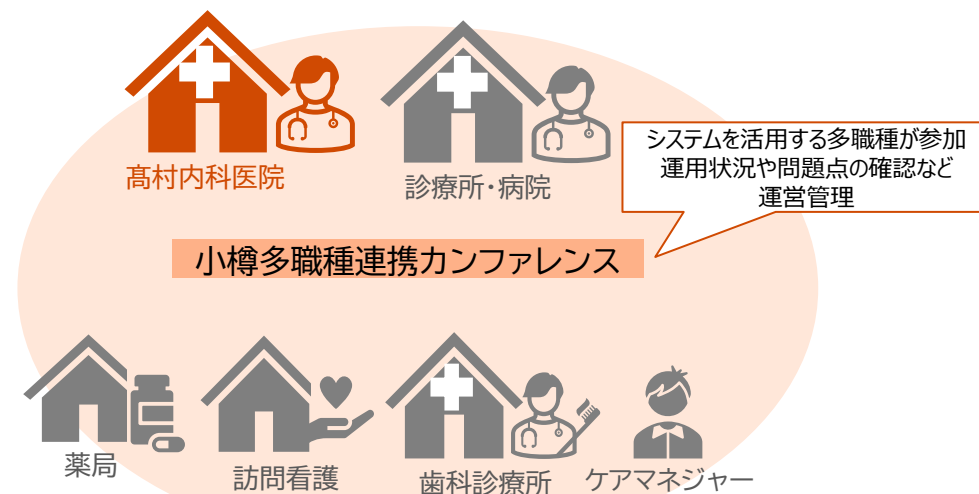 髙村内科医院
診療所・病院
システムを活用する多職種が参加
運用状況や問題点の確認など
運営管理
小樽多職種連携カンファレンス
薬局
訪問看護
歯科診療所
ケアマネジャー